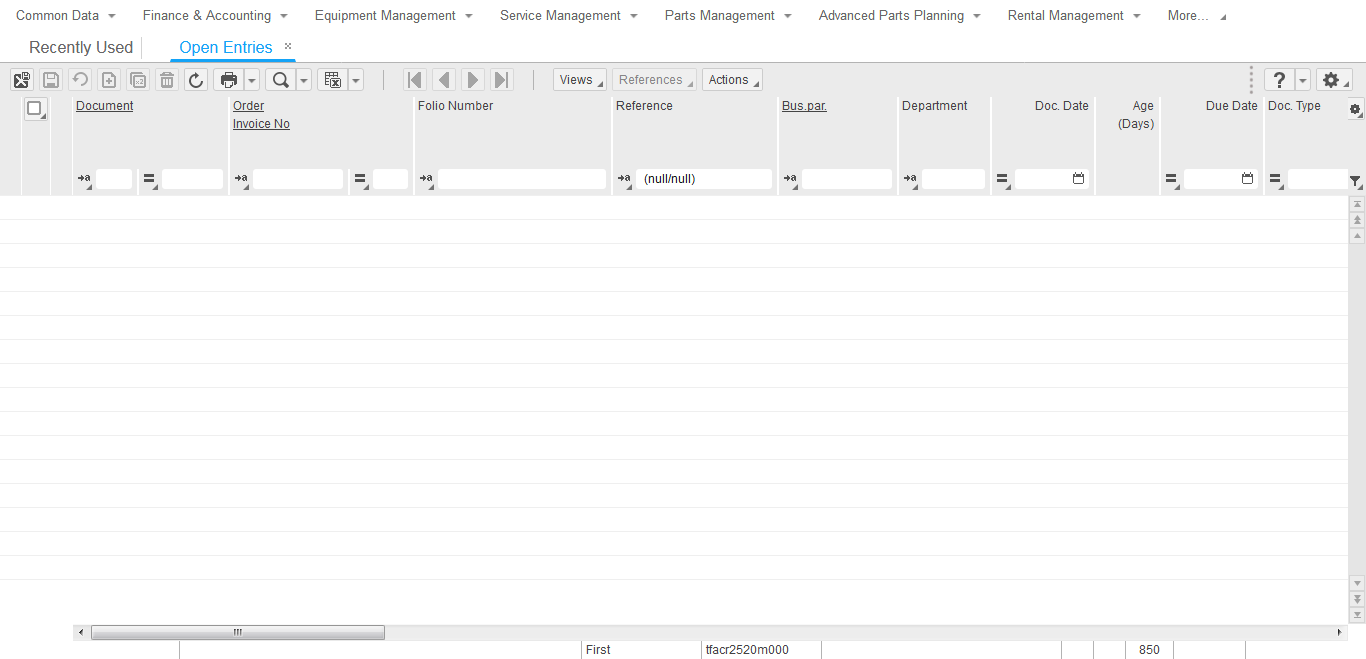 Common Data Finance & Accounting Equipment Management Service Management Parts Management Advanced Parts Planning Rental Management More...
Recently Used Open Entries
Views References Actions ?
Document Order Folio Number Reference Bus.par. Department Doc. Date Age Due Date Doc. Type
Invoice No (Days)
→a = →a = →a →a (null/null) →a →a = = =
First tfacr2520m000 850